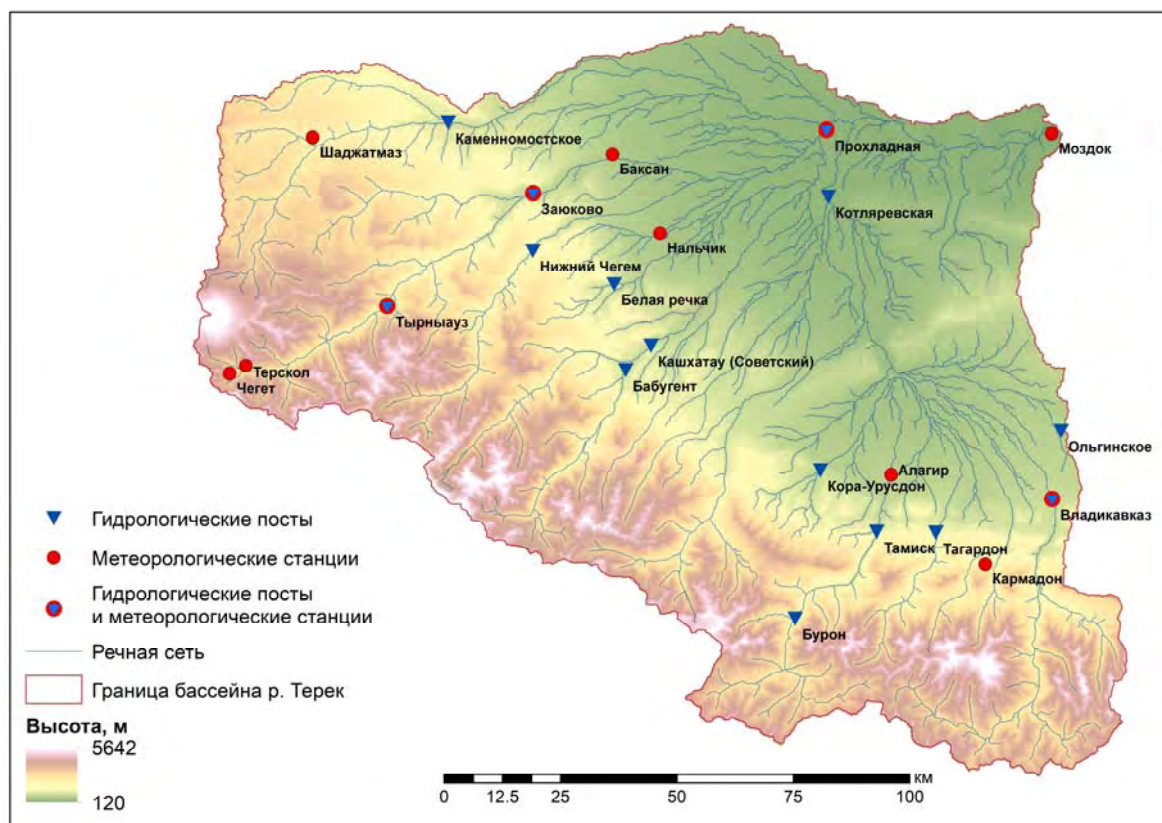 Каменномостское
Шаджатмаз
Прохладная
Моздок
Баксан
Заюково
Котляревская
Нальчик
Нижний Чегем
Белая речка
Тырныауз
Кашхатау (Советский)
Терскол
Чегет
Бабугент
Ольгинское
Алагир
Кора-Урусдон
Владикавказ
Тамиск
Тагардон
Кармадон
Бурон
Гидрологические посты
Метеорологические станции
Гидрологические посты
и метеорологические станции
Речная сеть
Граница бассейна р. Терек
Высота, м
5642
120
км
0 12.5 25 50 75 100